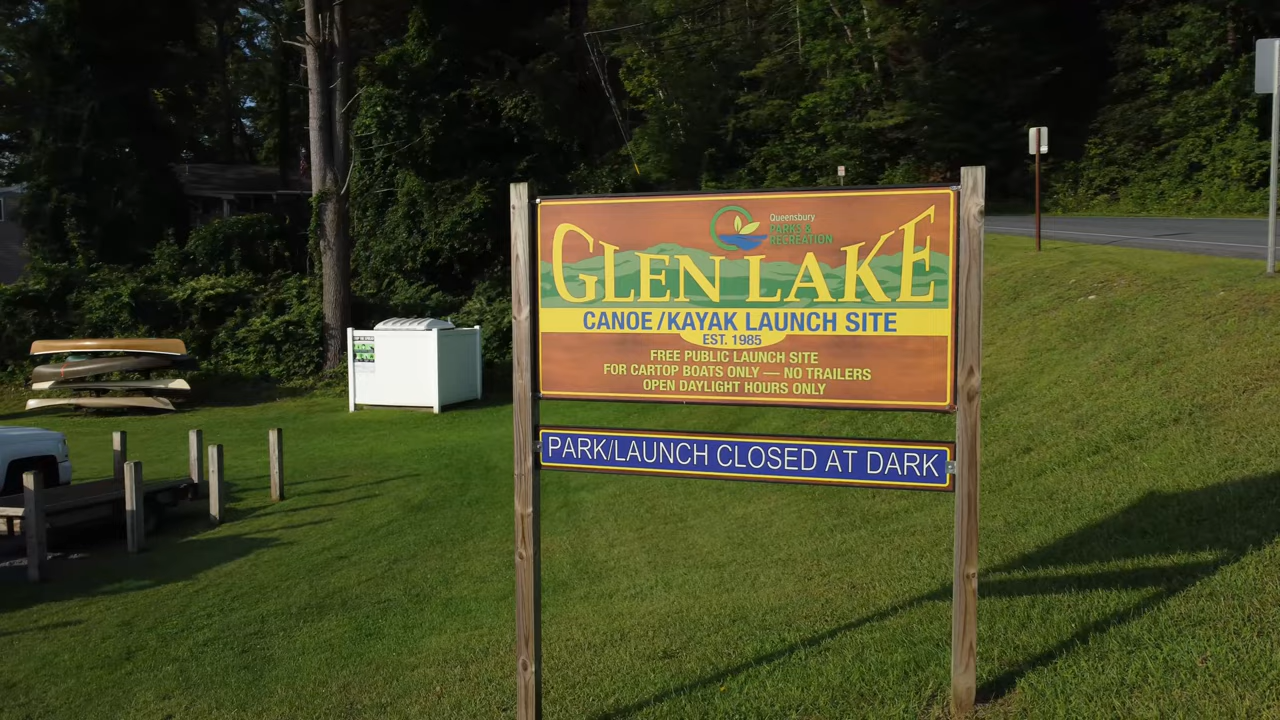 Queensbury
PARKS &
RECREATION
GLEN LAKE
CANOE/KAYAK LAUNCH SITE
EST. 1985
FREE PUBLIC LAUNCH SITE
FOR CARTOP BOATS ONLY — NO TRAILERS
OPEN DAYLIGHT HOURS ONLY
PARK/LAUNCH CLOSED AT DARK